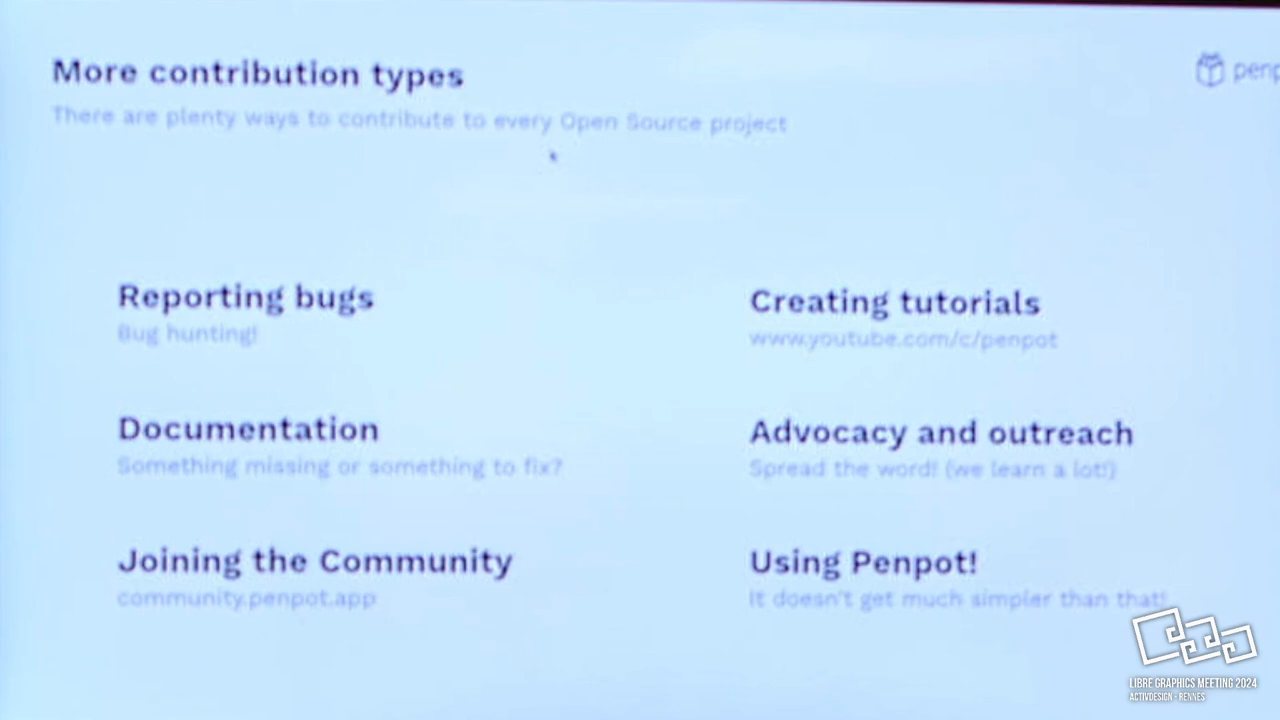 More contribution types
There are plenty ways to contribute to every Open Source project
penp
Reporting bugs
Bug hunting!
Creating tutorials
www.youtube.com/c/penpot
Documentation
Something missing or something to fix?
Advocacy and outreach
Spread the word! (we learn a lot!)
Joining the Community
community.penpot.app
Using Penpot!
It doesn't get much simpler than that!
LIBRE GRAPHICS MEETING 2024
ACTIVDESIGN - RENNES